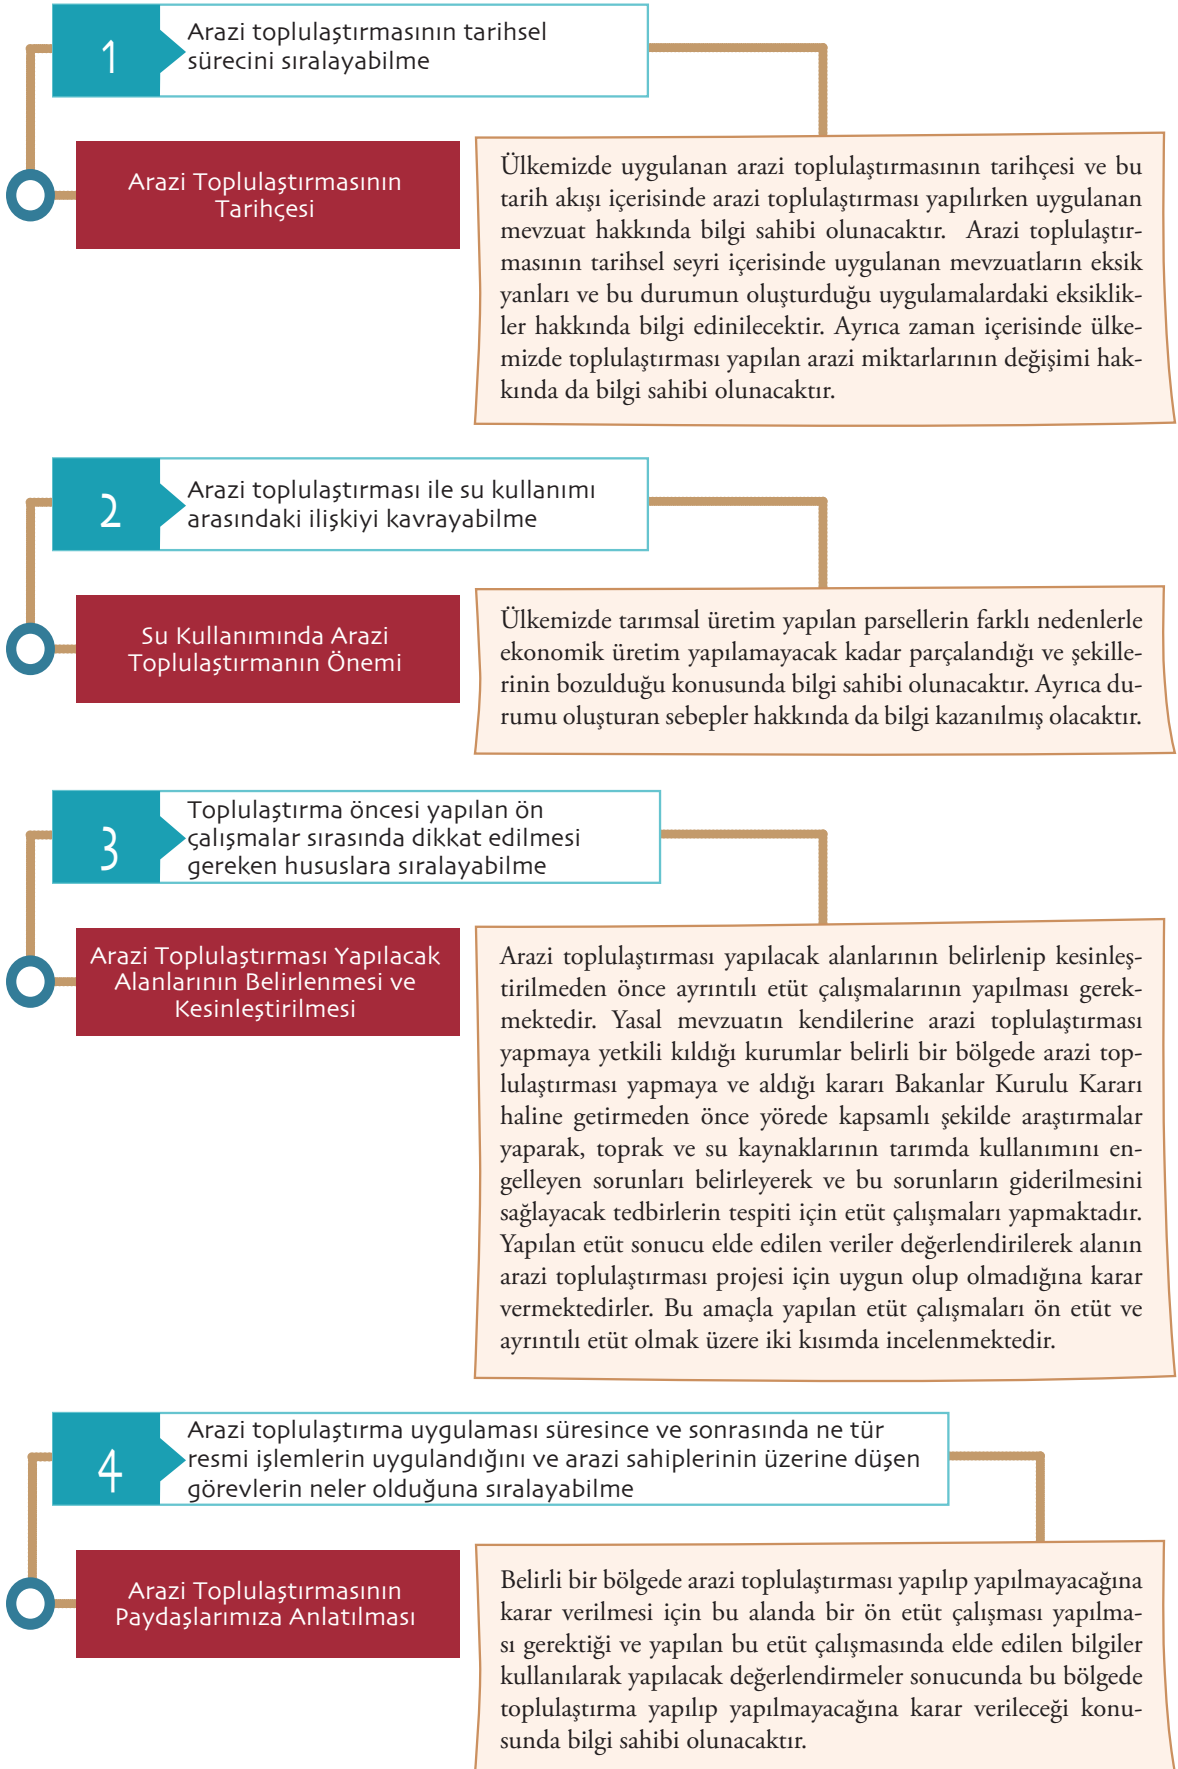 1
Arazi toplulaştırmasının tarihsel
sürecini sıralayabilme
Arazi Toplulaştırmasının
Tarihçesi
Ülkemizde uygulanan arazi toplulaştırmasının tarihçesi ve bu
tarih akışı içerisinde arazi toplulaştırması yapılırken uygulanan
mevzuat hakkında bilgi sahibi olunacaktır. Arazi toplulaştır-
masının tarihsel seyri içerisinde uygulanan mevzuatların eksik
yanları ve bu durumun oluşturduğu uygulamalardaki eksiklik-
ler hakkında bilgi edinilecektir. Ayrıca zaman içerisinde ülke-
mizde toplulaştırması yapılan arazi miktarlarının değişimi hak-
kında da bilgi sahibi olunacaktır.
2
Arazi toplulaştırması ile su kullanımı
arasındaki ilişkiyi kavrayabilme
Su Kullanımında Arazi
Toplulaştırmanın Önemi
Ülkemizde tarımsal üretim yapılan parsellerin farklı nedenlerle
ekonomik üretim yapılamayacak kadar parçalandığı ve şekille-
rinin bozulduğu konusunda bilgi sahibi olunacaktır. Ayrıca du-
rumu oluşturan sebepler hakkında da bilgi kazanılmış olacaktır.
3
Toplulaştırma öncesi yapılan ön
çalışmalar sırasında dikkat edilmesi
gereken hususlara sıralayabilme
Arazi Toplulaştırması Yapılacak
Alanlarının Belirlenmesi ve
Kesinleştirilmesi
Arazi toplulaştırması yapılacak alanlarının belirlenip kesinleş-
tirilmeden önce ayrıntılı etüt çalışmalarının yapılması gerek-
mektedir. Yasal mevzuatın kendilerine arazi toplulaştırması
yapmaya yetkili kıldığı kurumlar belirli bir bölgede arazi top-
lulaştırması yapmaya ve aldığı kararı Bakanlar Kurulu Kararı
haline getirmeden önce yörede kapsamlı şekilde araştırmalar
yaparak, toprak ve su kaynaklarının tarımda kullanımını en-
gelleyen sorunları belirleyerek ve bu sorunların giderilmesini
sağlayacak tedbirlerin tespiti için etüt çalışmaları yapmaktadır.
Yapılan etüt sonucu elde edilen veriler değerlendirilerek alanın
arazi toplulaştırması projesi için uygun olup olmadığına karar
vermektedirler. Bu amaçla yapılan etüt çalışmaları ön etüt ve
ayrıntılı etüt olmak üzere iki kısımda incelenmektedir.
4
Arazi toplulaştırma uygulaması süresince ve sonrasında ne tür
resmi işlemlerin uygulandığını ve arazi sahiplerinin üzerine düşen
görevlerin neler olduğuna sıralayabilme
Arazi Toplulaştırmasının
Paydaşlarımıza Anlatılması
Belirli bir bölgede arazi toplulaştırması yapılıp yapılmayacağına
karar verilmesi için bu alanda bir ön etüt çalışması yapılma-
sı gerektiği ve yapılan bu etüt çalışmasında elde edilen bilgiler
kullanılarak yapılacak değerlendirmeler sonucunda bu bölgede
toplulaştırma yapılıp yapılmayacağına karar verileceği konu-
sunda bilgi sahibi olunacaktır.